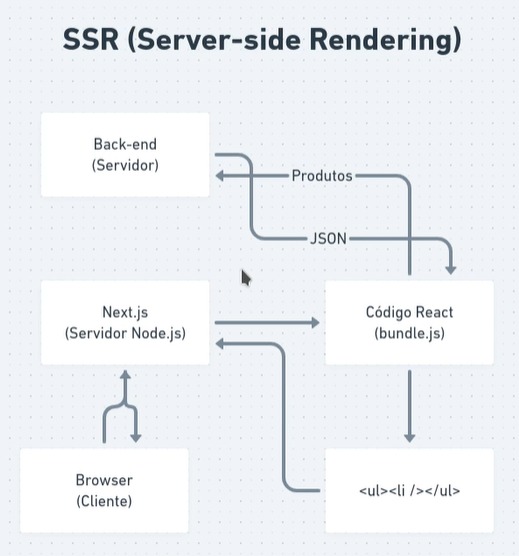 SSR (Server-side Rendering)
Back-end
(Servidor)
Produtos
JSON
Next.js
(Servidor Node.js)
Código React
(bundle.js)
Browser
(Cliente)
<ul><li /></ul>